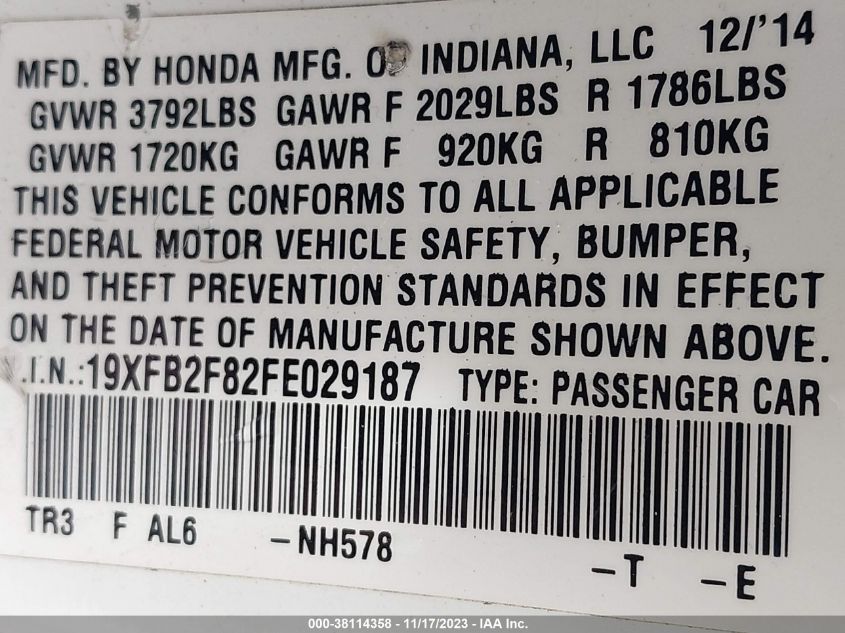 MFD. BY HONDA MFG. OF INDIANA, LLC 12/'14
GVWR 3792LBS GAWR F 2029LBS R 1786LBS
GVWR 1720KG GAWR F 920KG R 810KG
THIS VEHICLE CONFORMS TO ALL APPLICABLE
FEDERAL MOTOR VEHICLE SAFETY, BUMPER,
AND THEFT PREVENTION STANDARDS IN EFFECT
ON THE DATE OF MANUFACTURE SHOWN ABOVE.
.I.N.:19XFB2F82FE029187 TYPE: PASSENGER CAR
TR3 F AL6 -NH578 -T -E
000-38114358 - 11/17/2023 - IAA Inc.